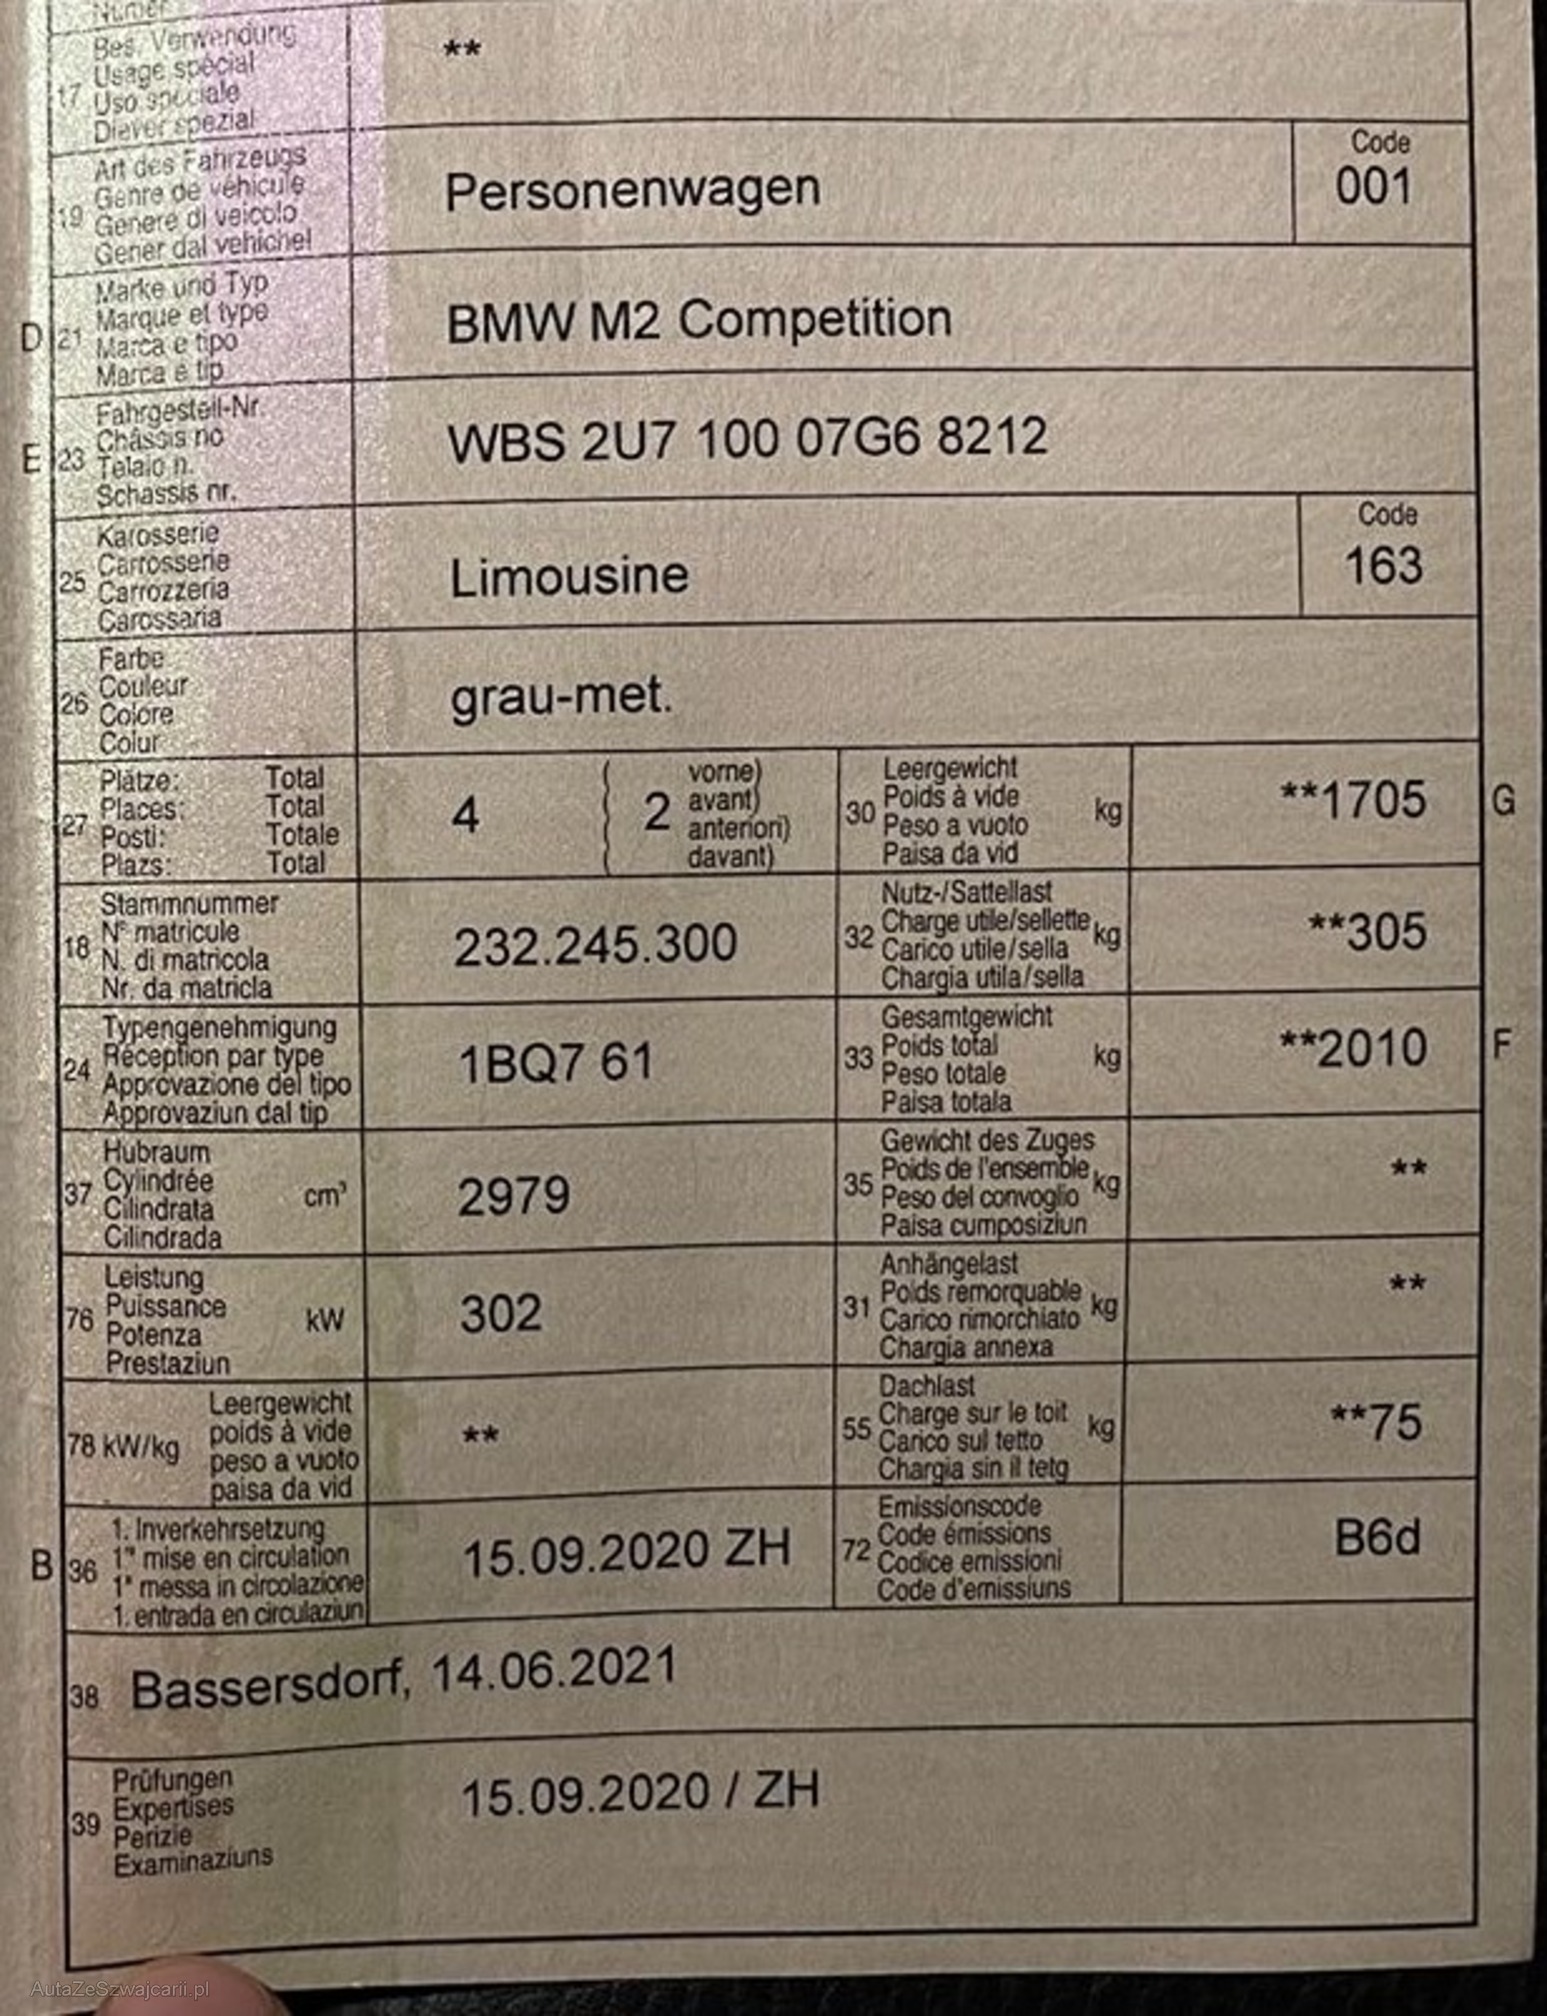 Numer
17 Bes. Verwendung
Usage spécial
Uso speciale
Diever spezial
**
19 Art des Fahrzeugs
Genre de véhicule
Genere di veicolo
Gener dal vehichel
Personenwagen
Code
001
D 21 Marke und Typ
Marque et type
Marca e tipo
Marca e tip
BMW M2 Competition
E 23 Fahrgestell-Nr.
Châssis no
Telaio n.
Schassis nr.
WBS 2U7 100 07G6 8212
25 Karosserie
Carrosserie
Carrozzeria
Carossaria
Limousine
Code
163
26 Farbe
Couleur
Colore
Colur
grau-met.
27 Plätze: Total
Places: Total
Posti: Totale
Plazs: Total
4 ( 2 vorne)
avant)
anteriori)
davant)
30 Leergewicht
Poids à vide
Peso a vuoto
Paisa da vid
kg
**1705 G
18 Stammnummer
N° matricule
N. di matricola
Nr. da matricla
232.245.300
32 Nutz-/Sattellast
Charge utile/sellette
Carico utile/sella
Chargia utila/sella
kg
**305
24 Typengenehmigung
Réception par type
Approvazione del tipo
Approvaziun dal tip
1BQ7 61
33 Gesamtgewicht
Poids total
Peso totale
Paisa totala
kg
**2010 F
37 Hubraum
Cylindrée
Cilindrata
Cilindrada
cm³
2979
35 Gewicht des Zuges
Poids de l'ensemble
Peso del convoglio
Paisa cumposiziun
kg
**
76 Leistung
Puissance
Potenza
Prestaziun
kW
302
31 Anhängelast
Poids remorquable
Carico rimorchiato
Chargia annexa
kg
**
78 kW/kg Leergewicht
poids à vide
peso a vuoto
paisa da vid
**
55 Dachlast
Charge sur le toit
Carico sul tetto
Chargia sin il tetg
kg
**75
B 36 1. Inverkehrsetzung
1re mise en circulation
1a messa in circolazione
1. entrada en circulaziun
15.09.2020 ZH
72 Emissionscode
Code émissions
Codice emissioni
Code d'emissiuns
B6d
38 Bassersdorf, 14.06.2021
39 Prüfungen
Expertises
Perizie
Examinaziuns
15.09.2020 / ZH
AutaZeSzwajcarii.pl